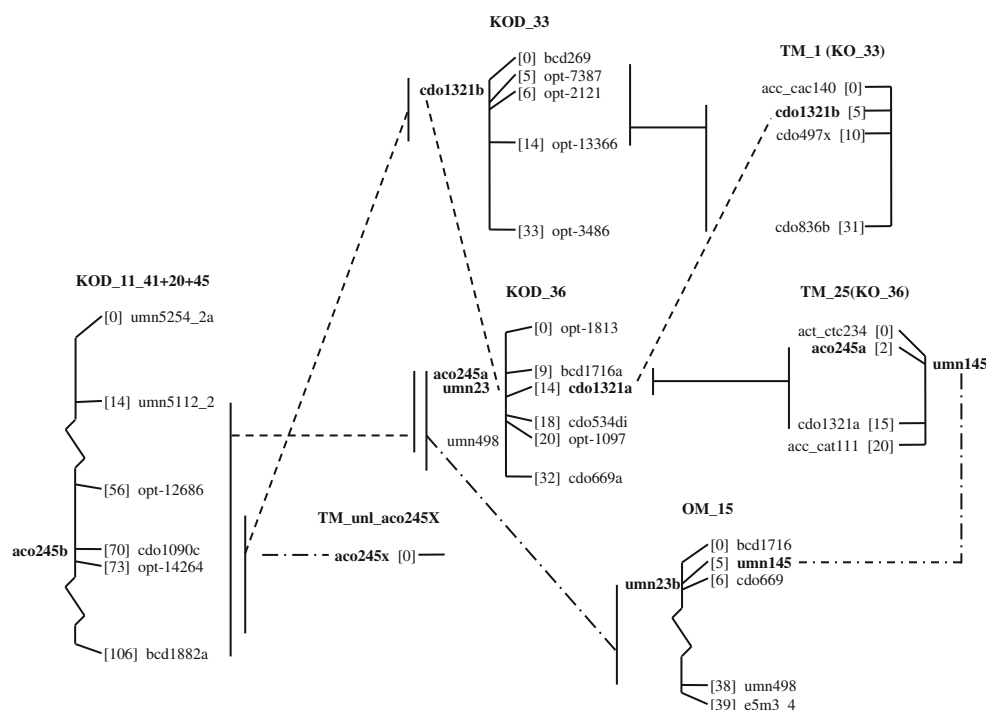 KOD_33
[0] bcd269
[5] opt-7387
cdo1321b
[6] opt-2121
[14] opt-13366
[33] opt-3486
TM_1 (KO_33)
acc_cac140 [0]
cdo1321b [5]
cdo497x [10]
cdo836b [31]
KOD_11_41+20+45
[0] umn5254_2a
[14] umn5112_2
[56] opt-12686
aco245b
[70] cdo1090c
[73] opt-14264
[106] bcd1882a
KOD_36
[0] opt-1813
aco245a
[9] bcd1716a
umn23
[14] cdo1321a
[18] cdo534di
umn498
[20] opt-1097
[32] cdo669a
TM_25(KO_36)
act_ctc234 [0]
aco245a [2]
umn145
cdo1321a [15]
acc_cat111 [20]
TM_unl_aco245X
aco245x [0]
OM_15
[0] bcd1716
[5] umn145
umn23b
[6] cdo669
[38] umn498
[39] e5m3_4